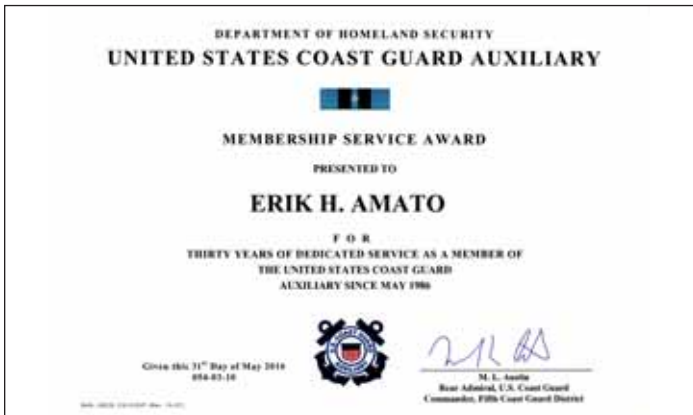 DEPARTMENT OF HOMELAND SECURITY
UNITED STATES COAST GUARD AUXILIARY
MEMBERSHIP SERVICE AWARD
PRESENTED TO
ERIK H. AMATO
F O R
THIRTY YEARS OF DEDICATED SERVICE AS A MEMBER OF
THE UNITED STATES COAST GUARD
AUXILIARY SINCE MAY 1986
Given this 31st Day of May 2016
054-03-10
M. L. Austin
Rear Admiral, U.S. Coast Guard
Commander, Fifth Coast Guard District